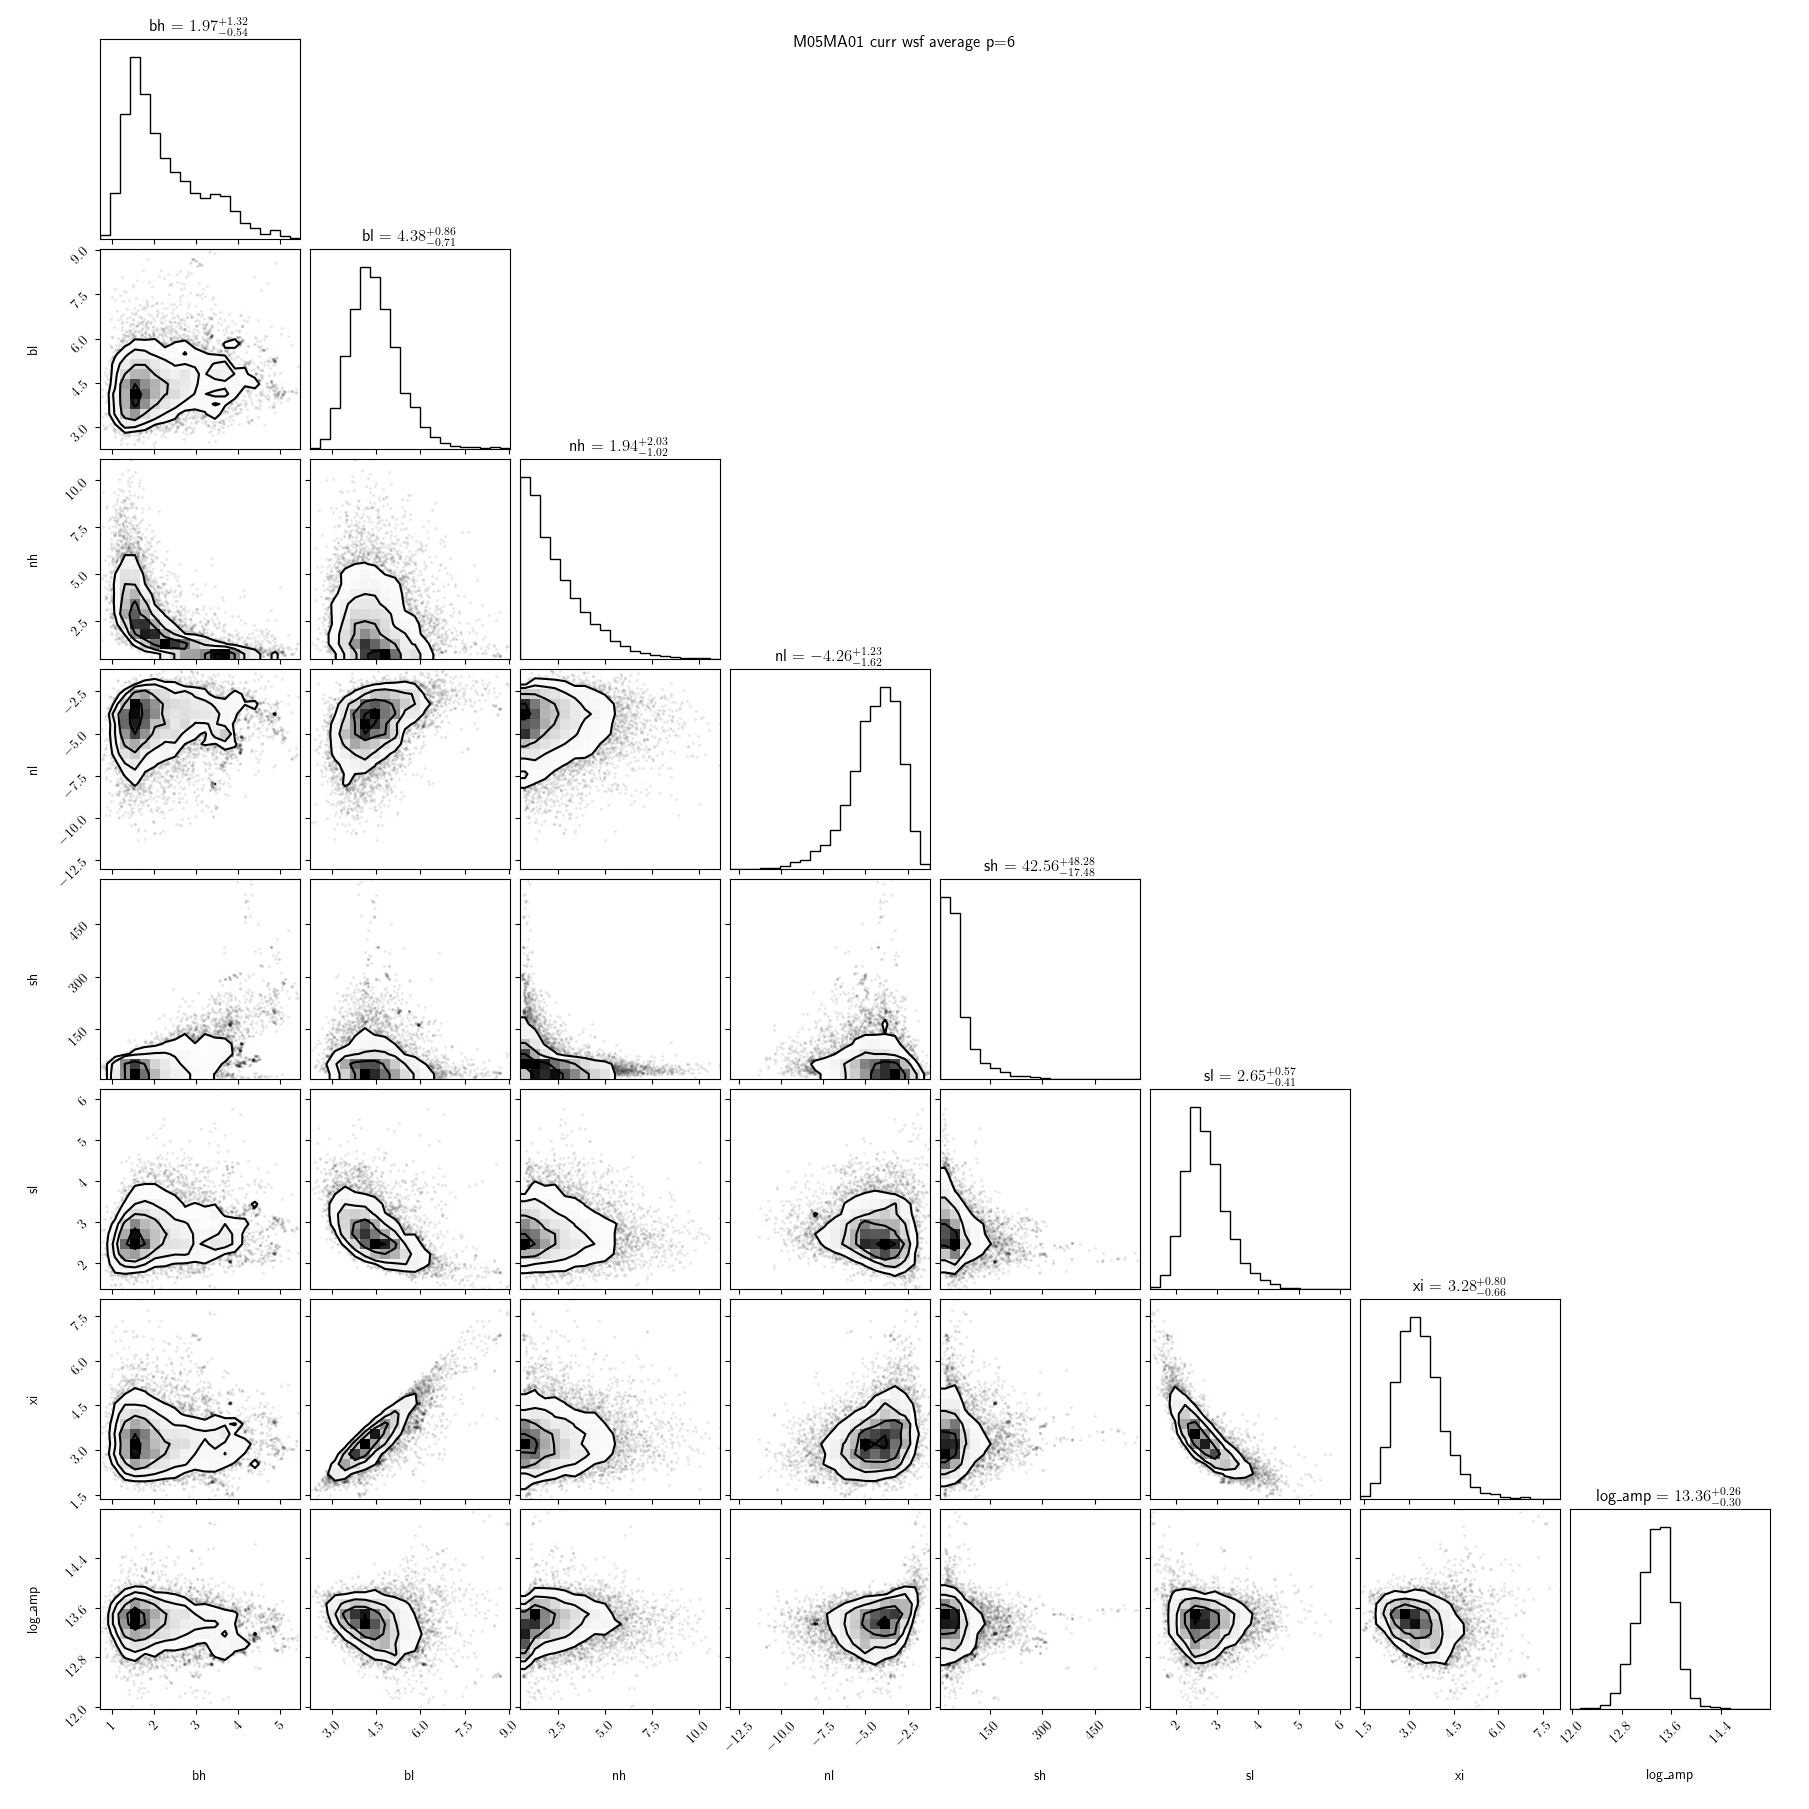 bh = 1.97 +1.32 −0.54
M05MA01 curr wsf average p=6
bl = 4.38 +0.86 −0.71
9.0
7.5
6.0
4.5
3.0
bl
nh = 1.94 +2.03 −1.02
10.0
7.5
5.0
2.5
nh
nl = −4.26 +1.23 −1.62
−2.5
−5.0
−7.5
−10.0
−12.5
nl
sh = 42.56 +48.28 −17.48
450
300
150
sh
sl = 2.65 +0.57 −0.41
6
5
4
3
2
sl
xi = 3.28 +0.80 −0.66
7.5
6.0
4.5
3.0
1.5
xi
log_amp = 13.36 +0.26 −0.30
14.4
13.6
12.8
12.0
log_amp
1 2 3 4 5 3.0 4.5 6.0 7.5 9.0 2.5 5.0 7.5 10.0 −12.5 −10.0 −7.5 −5.0 −2.5 150 300 450 2 3 4 5 6 1.5 3.0 4.5 6.0 7.5 12.0 12.8 13.6 14.4
bh bl nh nl sh sl xi log_amp